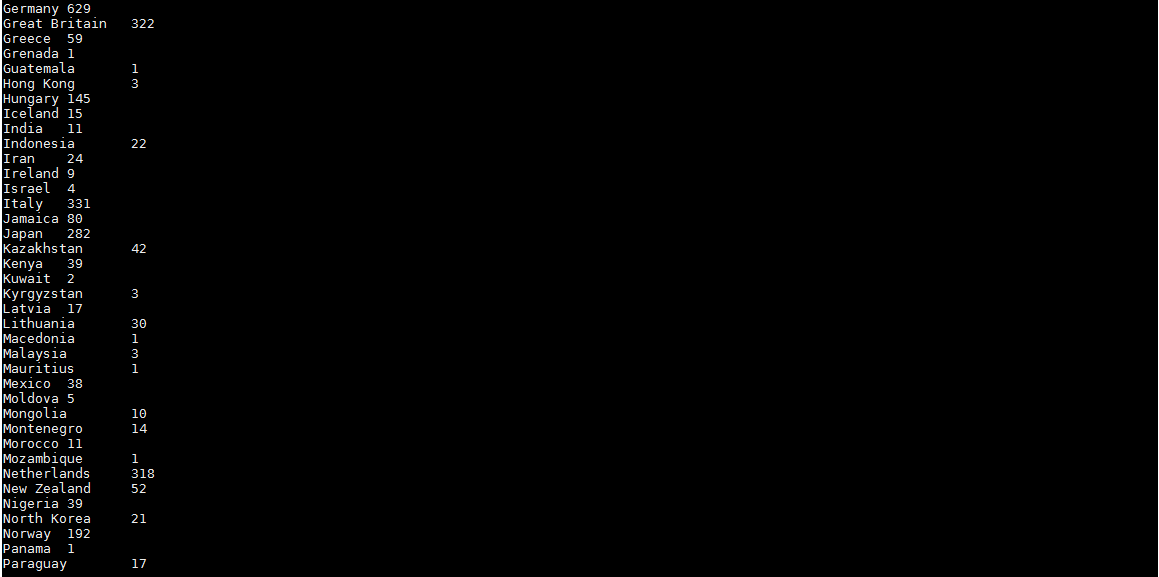 Germany 629
Great Britain 322
Greece 59
Grenada 1
Guatemala 1
Hong Kong 3
Hungary 145
Iceland 15
India 11
Indonesia 22
Iran 24
Ireland 9
Israel 4
Italy 331
Jamaica 80
Japan 282
Kazakhstan 42
Kenya 39
Kuwait 2
Kyrgyzstan 3
Latvia 17
Lithuania 30
Macedonia 1
Malaysia 3
Mauritius 1
Mexico 38
Moldova 5
Mongolia 10
Montenegro 14
Morocco 11
Mozambique 1
Netherlands 318
New Zealand 52
Nigeria 39
North Korea 21
Norway 192
Panama 1
Paraguay 17